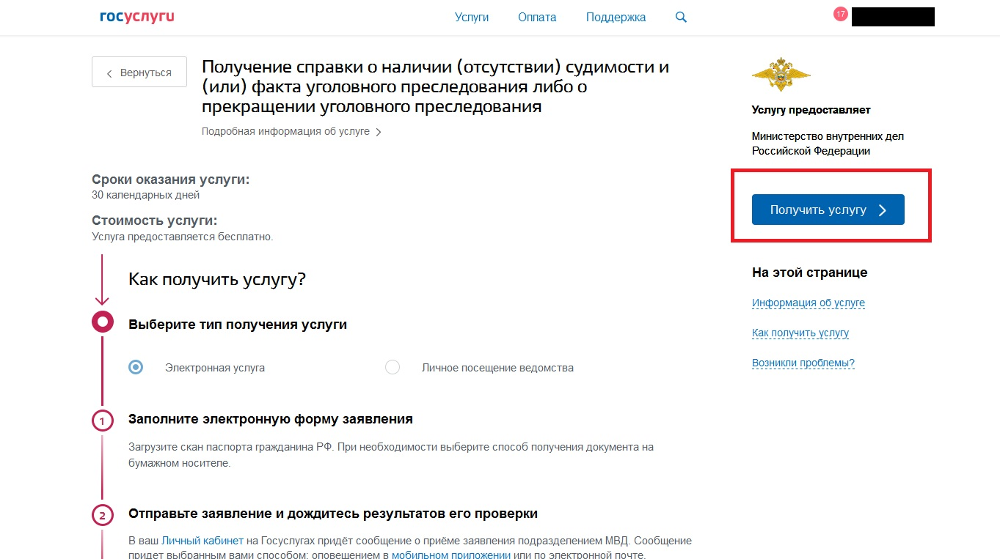 госуслуги
Услуги
Оплата
Поддержка
17
Вернуться
Получение справки о наличии (отсутствии) судимости и
(или) факта уголовного преследования либо о
прекращении уголовного преследования
Подробная информация об услуге
Сроки оказания услуги:
30 календарных дней
Стоимость услуги:
Услуга предоставляется бесплатно.
Как получить услугу?
Выберите тип получения услуги
Электронная услуга
Личное посещение ведомства
1
Заполните электронную форму заявления
Загрузите скан паспорта гражданина РФ. При необходимости выберите способ получения документа на
бумажном носителе.
2
Отправьте заявление и дождитесь результатов его проверки
В ваш Личный кабинет на Госуслугах придёт сообщение о приёме заявления подразделением МВД. Сообщение
придет выбранным вами способом: оповещением в мобильном приложении или по электронной почте.
Услугу предоставляет
Министерство внутренних дел
Российской Федерации
Получить услугу
На этой странице
Информация об услуге
Как получить услугу
Возникли проблемы?